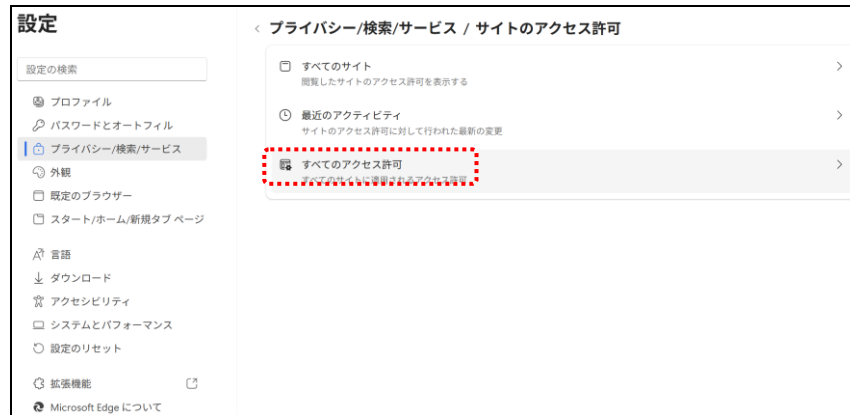 設定
設定の検索
プロファイル
パスワードとオートフィル
プライバシー/検索/サービス
外観
既定のブラウザー
スタート/ホーム/新規タブ ページ
言語
ダウンロード
アクセシビリティ
システムとパフォーマンス
設定のリセット
拡張機能
Microsoft Edge について
プライバシー/検索/サービス / サイトのアクセス許可
すべてのサイト
閲覧したサイトのアクセス許可を表示する
最近のアクティビティ
サイトのアクセス許可に対して行われた最新の変更
すべてのアクセス許可
すべてのサイトに適用されるアクセス許可